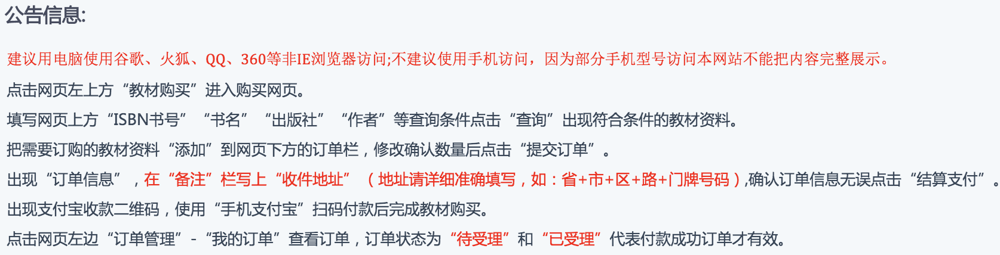 公告信息:
建议用电脑使用谷歌、火狐、QQ、360等非IE浏览器访问;不建议使用手机访问，因为部分手机型号访问本网站不能把内容完整展示。
点击网页左上方“教材购买”进入购买网页。
填写网页上方“ISBN书号” “书名” “出版社” “作者”等查询条件点击“查询”出现符合条件的教材资料。
把需要订购的教材资料“添加”到网页下方的订单栏，修改确认数量后点击“提交订单”。
出现“订单信息”，在“备注”栏写上“收件地址” （地址请详细准确填写，如：省+市+区+路+门牌号码）,确认订单信息无误点击“结算支付”。
出现支付宝收款二维码，使用“手机支付宝”扫码付款后完成教材购买。
点击网页左边“订单管理”-“我的订单”查看订单，订单状态为“待受理”和“已受理”代表付款成功订单才有效。